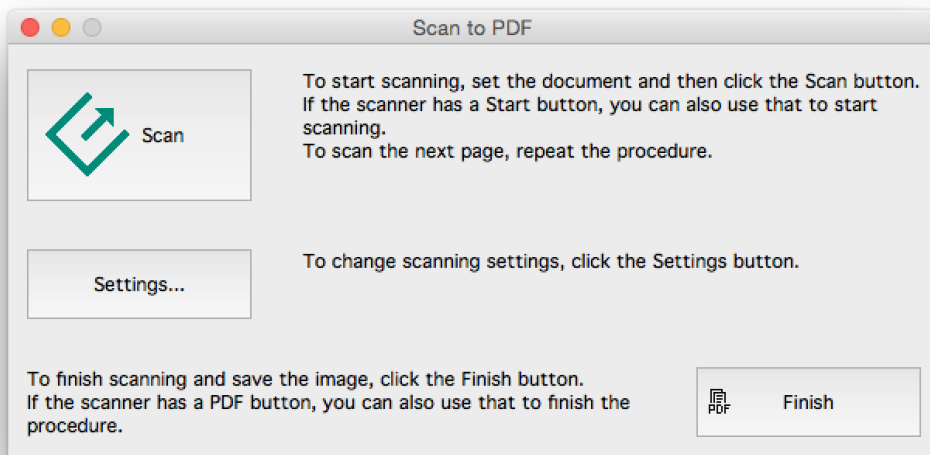 Scan to PDF
Scan
To start scanning, set the document and then click the Scan button.
If the scanner has a Start button, you can also use that to start
scanning.
To scan the next page, repeat the procedure.
Settings...
To change scanning settings, click the Settings button.
To finish scanning and save the image, click the Finish button.
If the scanner has a PDF button, you can also use that to finish the
procedure.
PDF
Finish